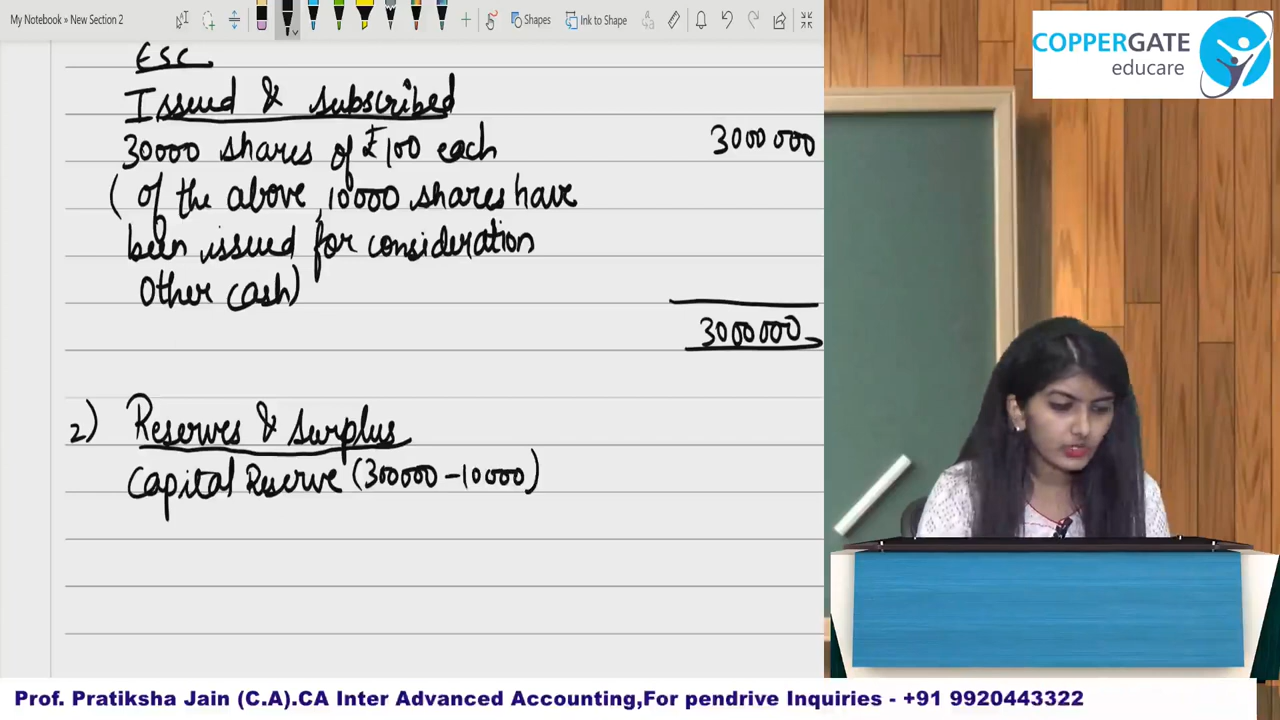 My Notebook » New Section 2
Shapes
Ink to Shape
COPPERGATE
educare
ESC
Issued & subscribed
30000 shares of ₹100 each 3000000
(of the above, 10000 shares have
been issued for consideration
Other cash)
3000000
2) Reserves & Surplus
Capital Reserve (300000-10000)
Prof. Pratiksha Jain (C.A).CA Inter Advanced Accounting,For pendrive Inquiries - +91 9920443322